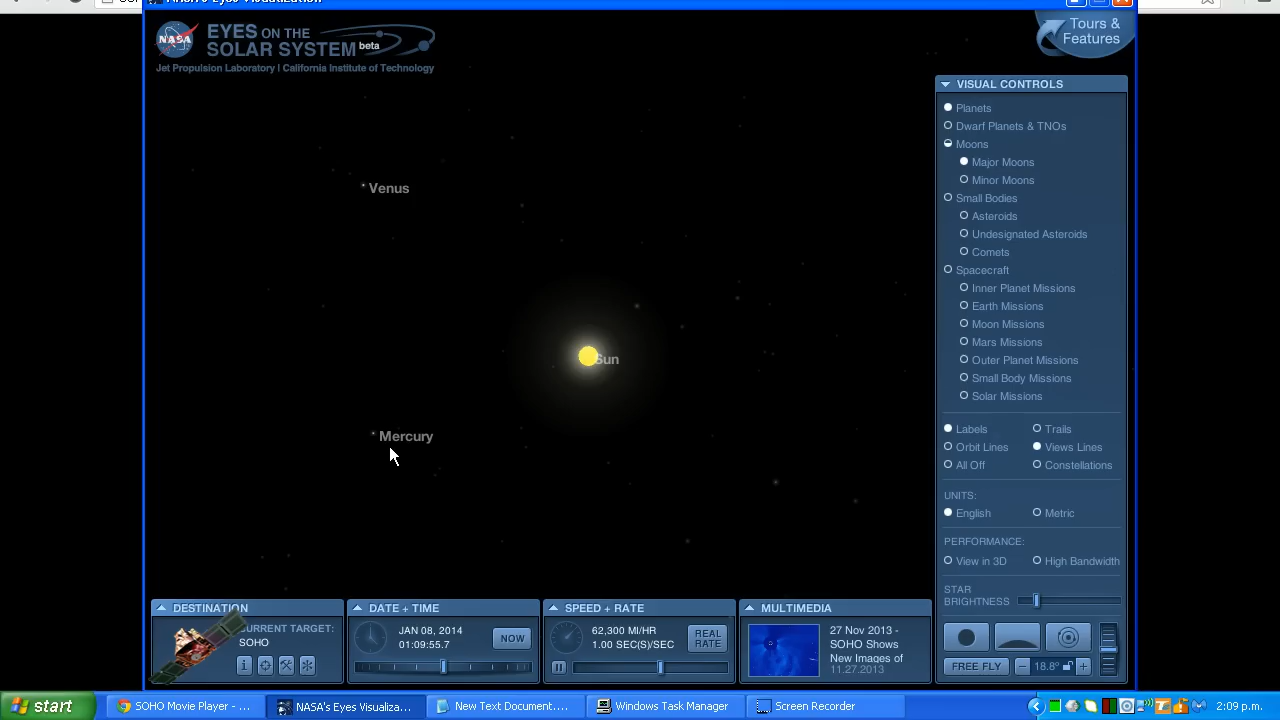 NASA
EYES ON THE
SOLAR SYSTEM beta
Jet Propulsion Laboratory | California Institute of Technology
Tours &
Features
Venus
Sun
Mercury
VISUAL CONTROLS
Planets
Dwarf Planets & TNOs
Moons
Major Moons
Minor Moons
Small Bodies
Asteroids
Undesignated Asteroids
Comets
Spacecraft
Inner Planet Missions
Earth Missions
Moon Missions
Mars Missions
Outer Planet Missions
Small Body Missions
Solar Missions
Labels Trails
Orbit Lines Views Lines
All Off Constellations
UNITS:
English Metric
PERFORMANCE:
View in 3D High Bandwidth
STAR
BRIGHTNESS
FREE FLY 18.8°
DESTINATION
CURRENT TARGET:
SOHO
DATE + TIME
JAN 08, 2014
01:09:55.7
NOW
SPEED + RATE
62,300 MI/HR
1.00 SEC(S)/SEC
REAL
RATE
MULTIMEDIA
27 Nov 2013 -
SOHO Shows
New Images of
11.27.2013
start
SOHO Movie Player - ...
NASA's Eyes Visualiza...
New Text Document....
Windows Task Manager
Screen Recorder
2:09 p.m.